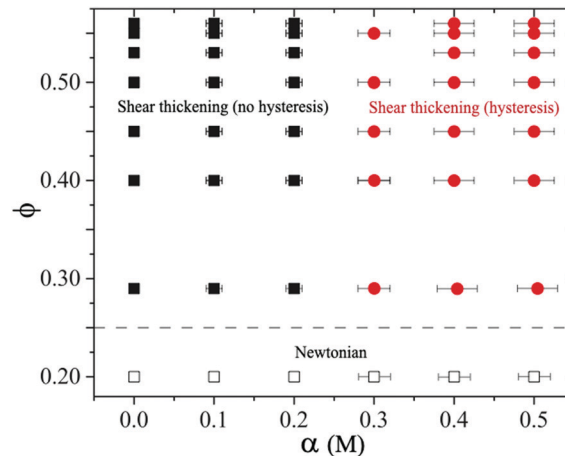 0.50
Shear thickening (no hysteresis) Shear thickening (hysteresis)
0.40
ϕ
0.30
Newtonian
0.20
0.0 0.1 0.2 0.3 0.4 0.5
α (M)